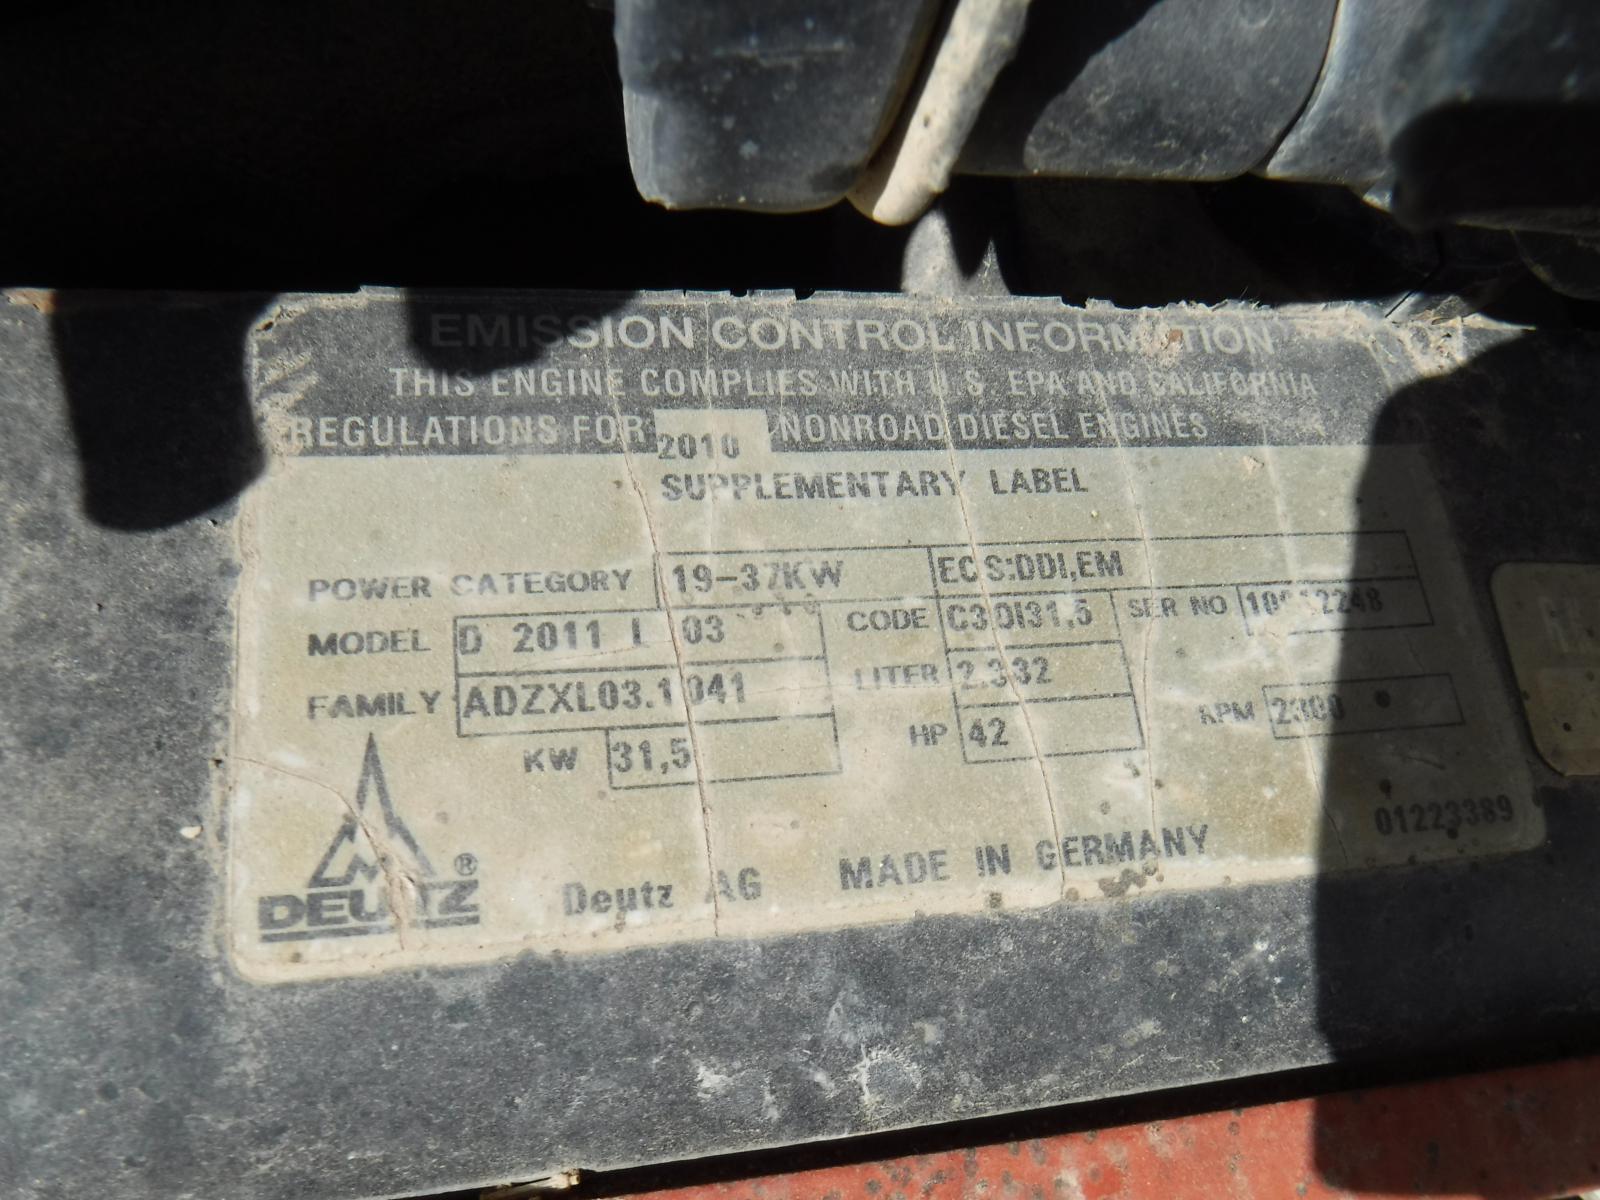 EMISSION CONTROL INFORMATION
THIS ENGINE COMPLIES WITH U.S. EPA AND CALIFORNIA
REGULATIONS FOR 2010 NONROAD DIESEL ENGINES
SUPPLEMENTARY LABEL
POWER CATEGORY 19-37KW ECS:DDI,EM
MODEL D 2011 L 03 CODE C30I31,5 SER NO
FAMILY ADZXL03.1041 LITER 2.332
KW 31,5 HP 42 RPM 2300
01223389
DEUTZ ® Deutz AG MADE IN GERMANY